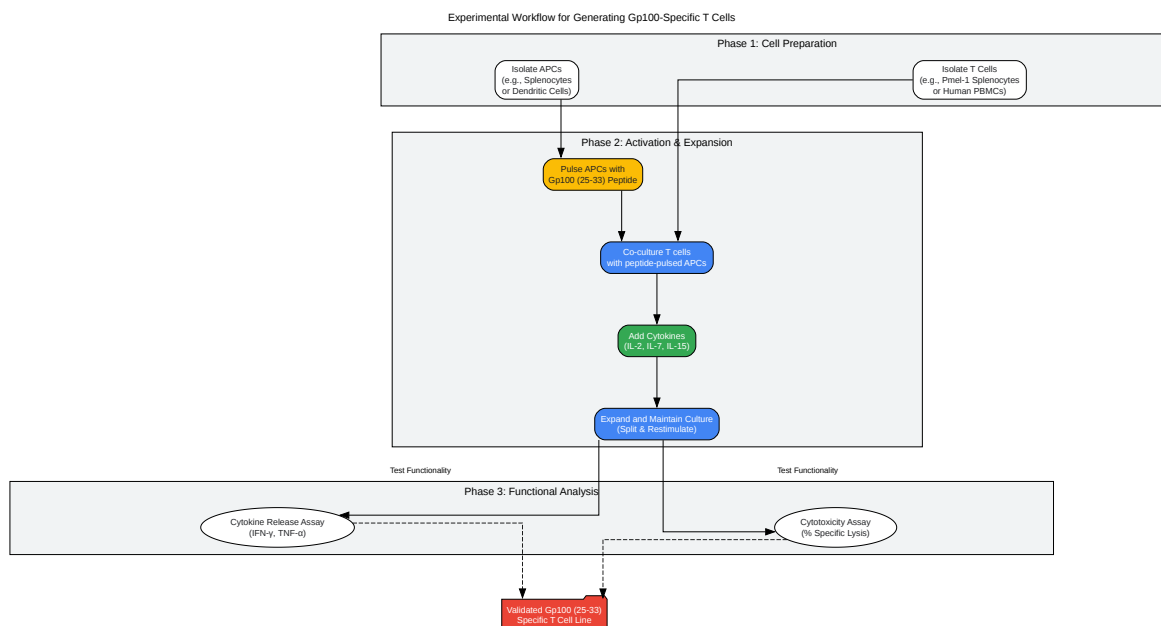 Experimental Workflow for Generating Gp100-Specific T Cells
Phase 1: Cell Preparation
Isolate APCs
(e.g., Splenocytes
or Dendritic Cells)
Isolate T Cells
(e.g., Pmel-1 Splenocytes
or Human PBMCs)
Phase 2: Activation & Expansion
Pulse APCs with
Gp100 (25-33) Peptide
Co-culture T cells
with peptide-pulsed APCs
Add Cytokines
(IL-2, IL-7, IL-15)
Expand and Maintain Culture
(Split & Restimulate)
Test Functionality
Test Functionality
Phase 3: Functional Analysis
Cytokine Release Assay
(IFN-γ, TNF-α)
Cytotoxicity Assay
(% Specific Lysis)
Validated Gp100 (25-33)
Specific T Cell Line